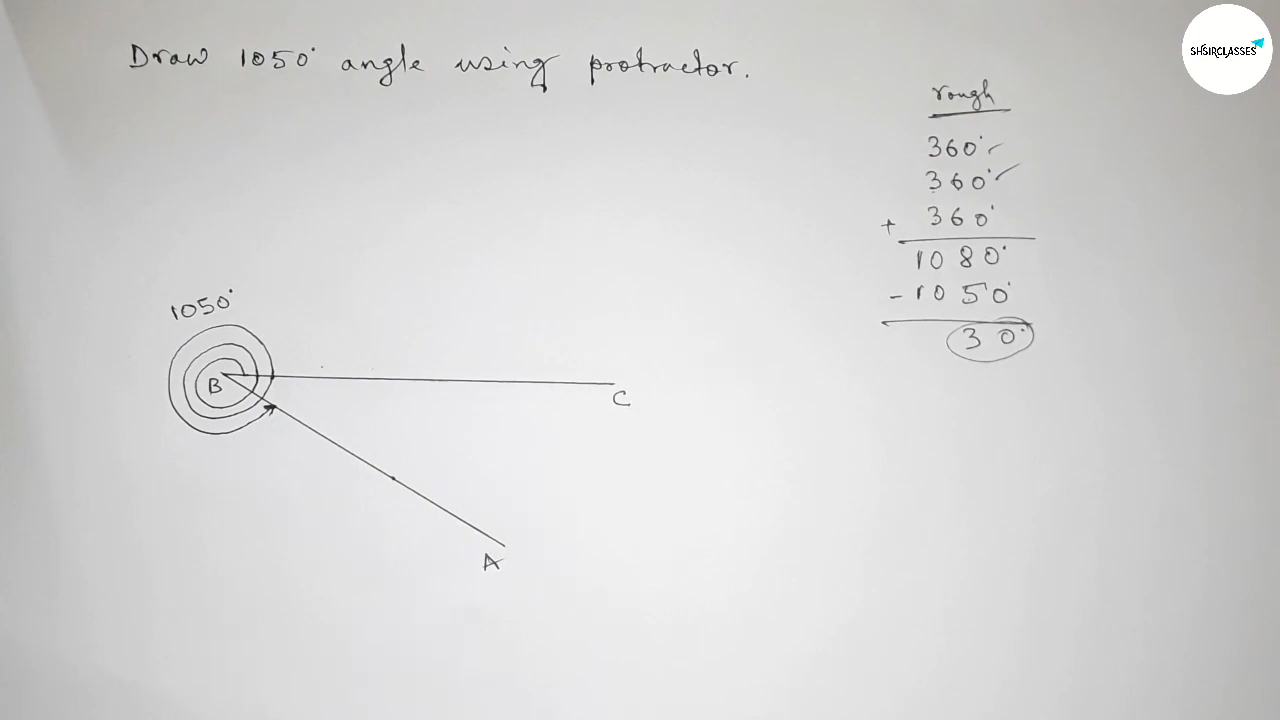 Draw 1050° angle using protractor.
SHSIRCLASSES
rough
360°
360°
+ 360°
1080°
- 1050°
30°
1050°
B
C
A